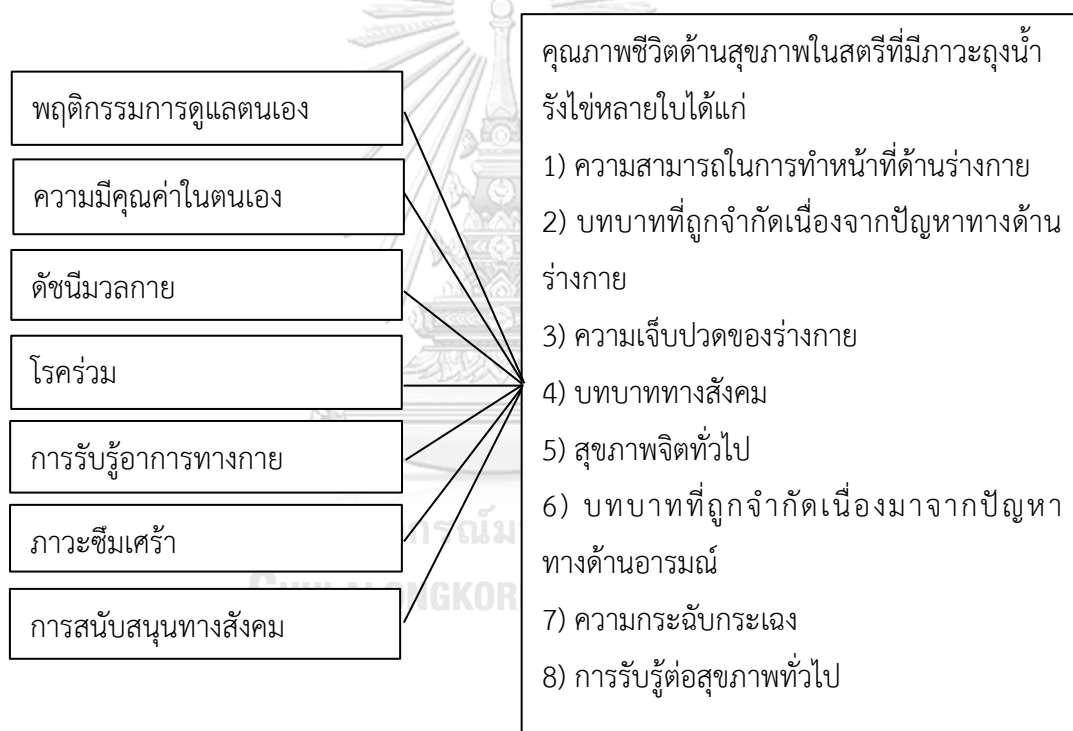 พฤติกรรมการดูแลตนเอง
ความมีคุณค่าในตนเอง
ดัชนีมวลกาย
โรคร่วม
การรับรู้อาการทางกาย
ภาวะซึมเศร้า
การสนับสนุนทางสังคม
คุณภาพชีวิตด้านสุขภาพในสตรีที่มีภาวะถุงน้ำ
รังไข่หลายใบได้แก่
1) ความสามารถในการทำหน้าที่ด้านร่างกาย
2) บทบาทที่ถูกจำกัดเนื่องจากปัญหาทางด้าน
ร่างกาย
3) ความเจ็บปวดของร่างกาย
4) บทบาททางสังคม
5) สุขภาพจิตทั่วไป
6) บทบาทที่ถูกจำกัดเนื่องมาจากปัญหา
ทางด้านอารมณ์
7) ความกระฉับกระเฉง
8) การรับรู้ต่อสุขภาพทั่วไป